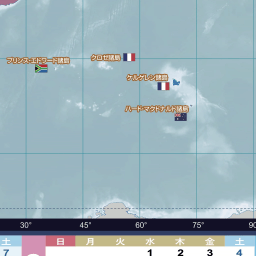 クロゼ諸島
プリンス・エドワード諸島
ケルゲレン諸島
ハード・マクドナルド諸島
30° 45° 60° 75° 90
土 日 月 火 水 木 金 土
7 1 2 3 4